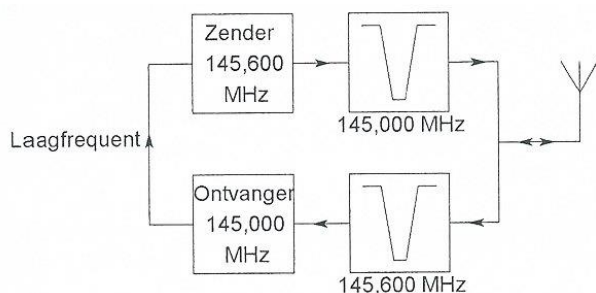 Zender
145,600
MHz
145,000 MHz
Laagfrequent
Ontvanger
145,000
MHz
145,600 MHz